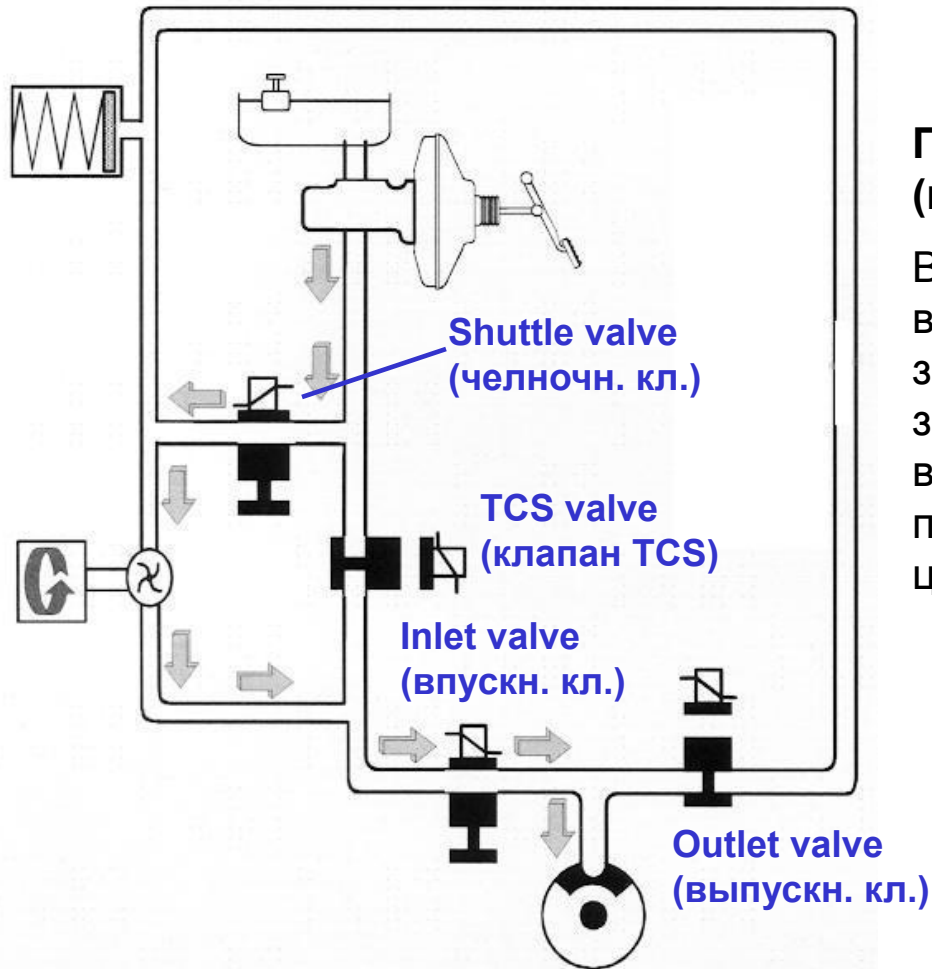 Shuttle valve
(челночн. кл.)
TCS valve
(клапан TCS)
Inlet valve
(впускн. кл.)
Outlet valve
(выпускн. кл.)